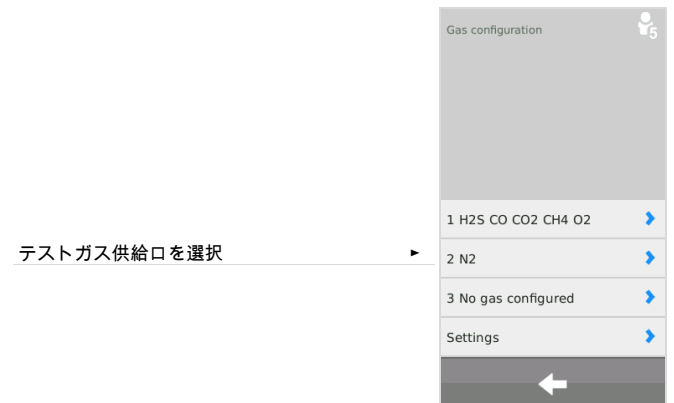 Gas configuration
5
1 H2S CO CO2 CH4 O2
テストガス供給口を選択 ►
2 N2
3 No gas configured
Settings